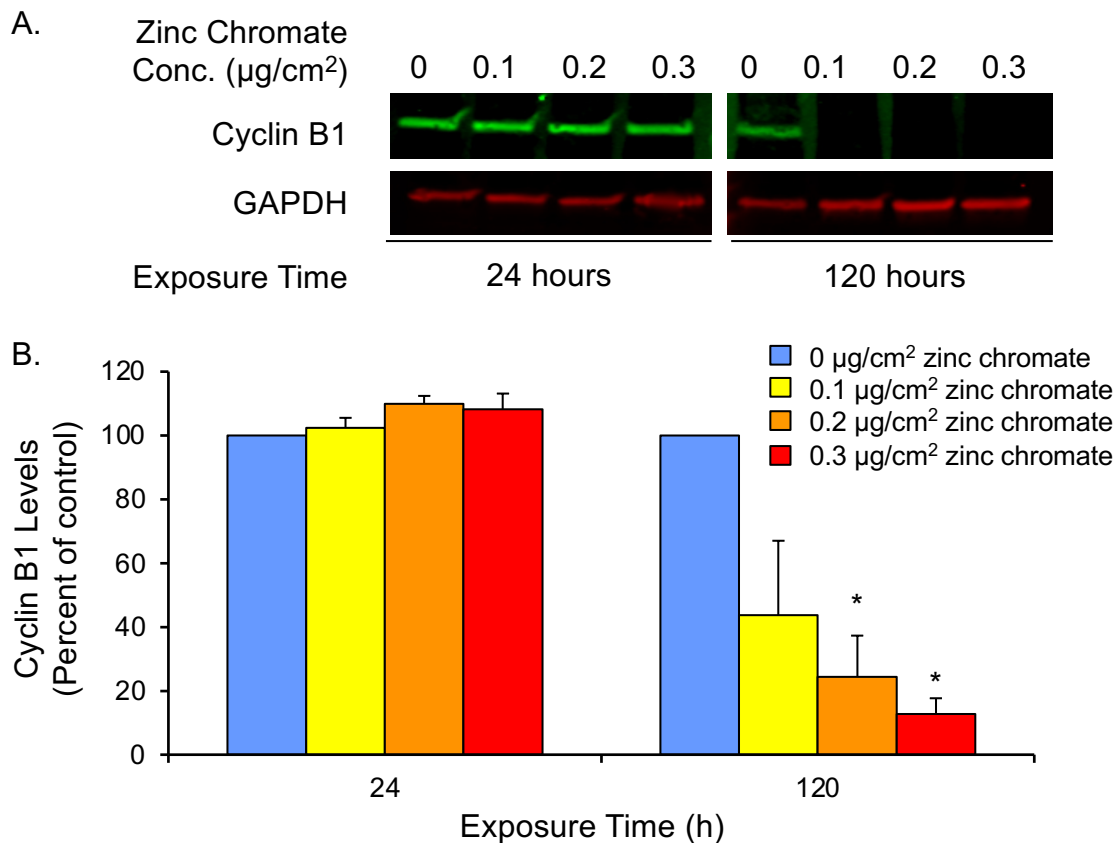 A.
Zinc Chromate
Conc. (µg/cm²) 0 0.1 0.2 0.3 0 0.1 0.2 0.3
Cyclin B1
GAPDH
Exposure Time 24 hours 120 hours
B.
0 µg/cm² zinc chromate
0.1 µg/cm² zinc chromate
0.2 µg/cm² zinc chromate
0.3 µg/cm² zinc chromate
Cyclin B1 Levels
(Percent of control)
120
100
80
60
40
20
0
*
*
24 120
Exposure Time (h)